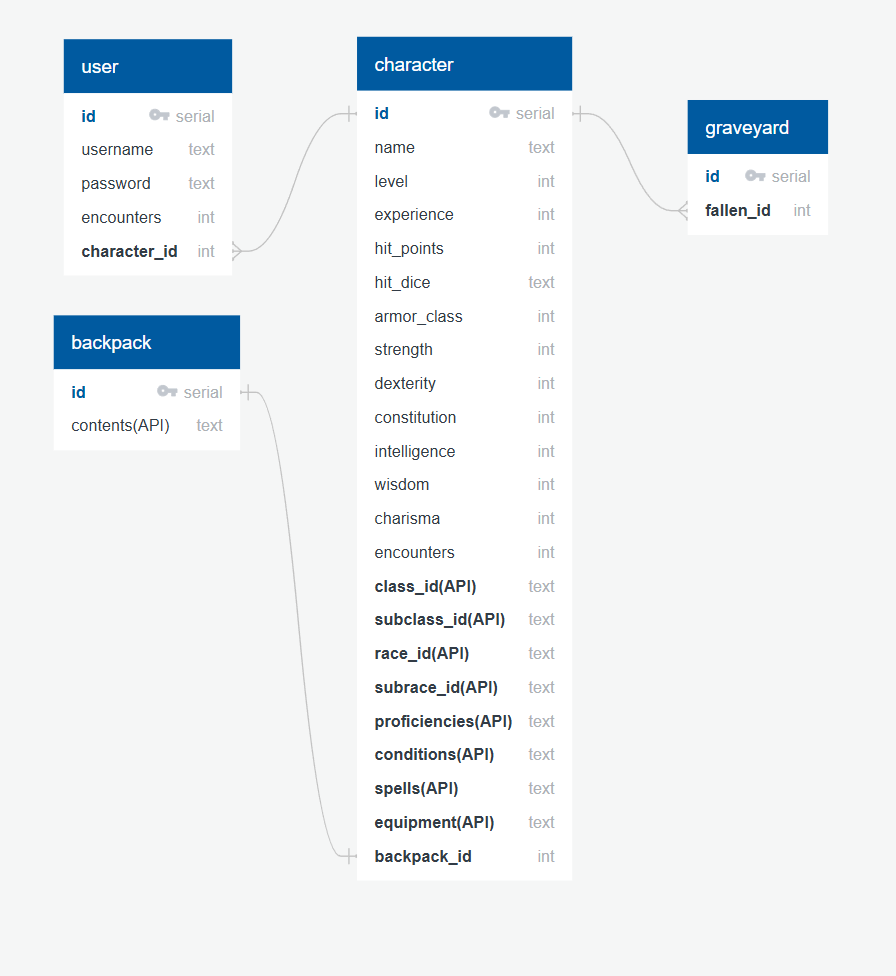 user
id serial
username text
password text
encounters int
character_id int
backpack
id serial
contents(API) text
character
id serial
name text
level int
experience int
hit_points int
hit_dice text
armor_class int
strength int
dexterity int
constitution int
intelligence int
wisdom int
charisma int
encounters int
class_id(API) text
subclass_id(API) text
race_id(API) text
subrace_id(API) text
proficiencies(API) text
conditions(API) text
spells(API) text
equipment(API) text
backpack_id int
graveyard
id serial
fallen_id int